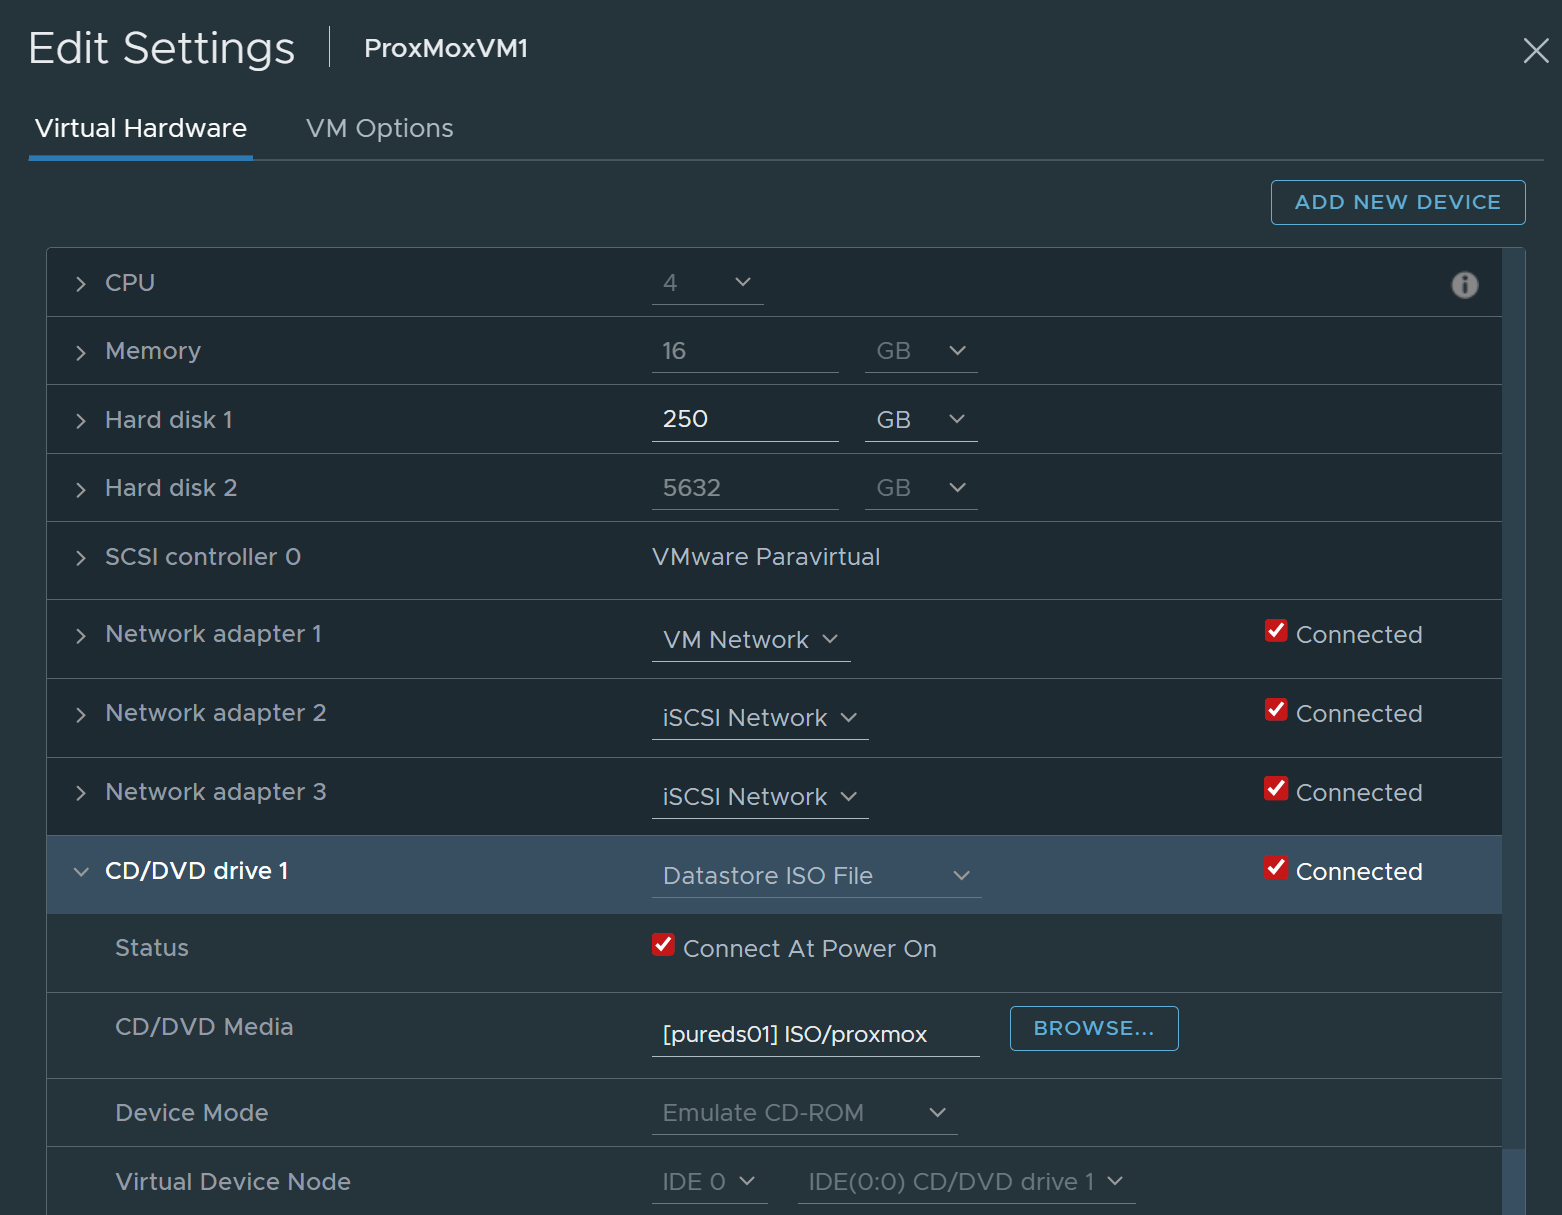 Edit Settings ProxMoxVM1
Virtual Hardware VM Options
ADD NEW DEVICE
CPU 4
Memory 16 GB
Hard disk 1 250 GB
Hard disk 2 5632 GB
SCSI controller 0 VMware Paravirtual
Network adapter 1 VM Network Connected
Network adapter 2 iSCSI Network Connected
Network adapter 3 iSCSI Network Connected
CD/DVD drive 1 Datastore ISO File Connected
Status Connect At Power On
CD/DVD Media [pureds01] ISO/proxmox BROWSE...
Device Mode Emulate CD-ROM
Virtual Device Node IDE 0 IDE(0:0) CD/DVD drive 1